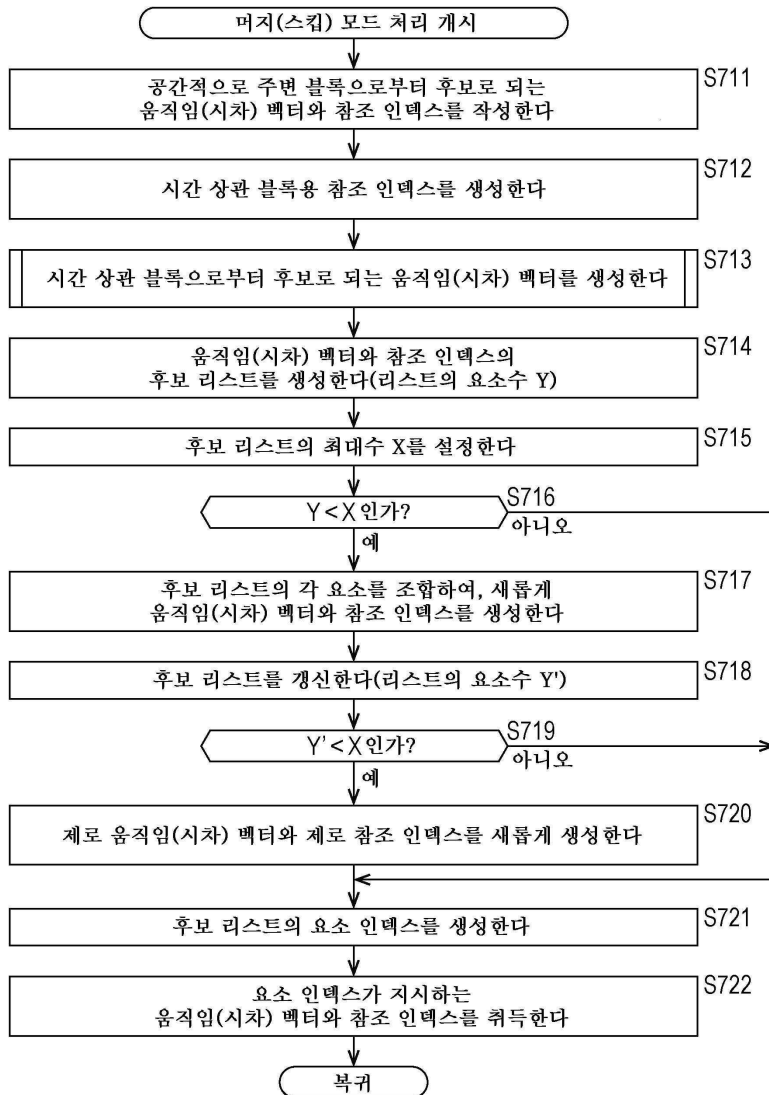 머지(스킵) 모드 처리 개시
S711
공간적으로 주변 블록으로부터 후보로 되는
움직임(시차) 벡터와 참조 인덱스를 작성한다
S712
시간 상관 블록용 참조 인덱스를 생성한다
S713
시간 상관 블록으로부터 후보로 되는 움직임(시차) 벡터를 생성한다
S714
움직임(시차) 벡터와 참조 인덱스의
후보 리스트를 생성한다(리스트의 요소수 Y)
S715
후보 리스트의 최대수 X를 설정한다
S716
Y<X인가?
아니오
예
S717
후보 리스트의 각 요소를 조합하여, 새롭게
움직임(시차) 벡터와 참조 인덱스를 생성한다
S718
후보 리스트를 갱신한다(리스트의 요소수 Y')
S719
Y'<X인가?
아니오
예
S720
제로 움직임(시차) 벡터와 제로 참조 인덱스를 새롭게 생성한다
S721
후보 리스트의 요소 인덱스를 생성한다
S722
요소 인덱스가 지시하는
움직임(시차) 벡터와 참조 인덱스를 취득한다
복귀